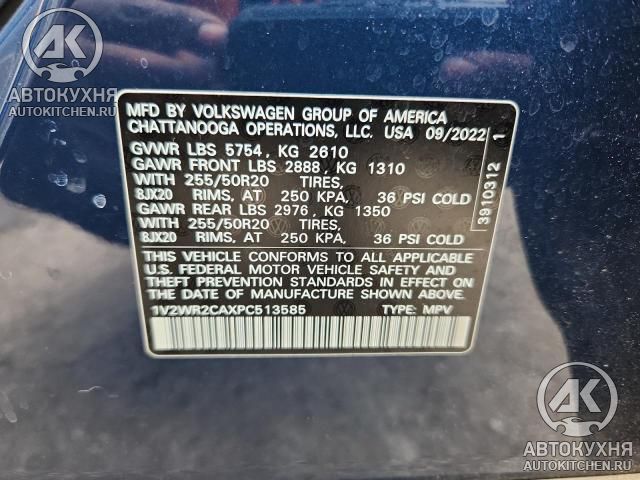 АК
АВТОКУХНЯ
AUTOKITCHEN.RU
MFD BY VOLKSWAGEN GROUP OF AMERICA
CHATTANOOGA OPERATIONS, LLC. USA 09/2022
GVWR LBS 5754 , KG 2610
GAWR FRONT LBS 2888 , KG 1310
WITH 255/50R20 TIRES,
8JX20 RIMS, AT 250 KPA, 36 PSI COLD
GAWR REAR LBS 2976 , KG 1350
WITH 255/50R20 TIRES,
8JX20 RIMS, AT 250 KPA, 36 PSI COLD
THIS VEHICLE CONFORMS TO ALL APPLICABLE
U.S. FEDERAL MOTOR VEHICLE SAFETY AND
THEFT PREVENTION STANDARDS IN EFFECT ON
DATE OF MANUFACTURE SHOWN ABOVE.
1V2WR2CAXPC513585 TYPE: MPV
3910312 1
АК
АВТОКУХНЯ
AUTOKITCHEN.RU